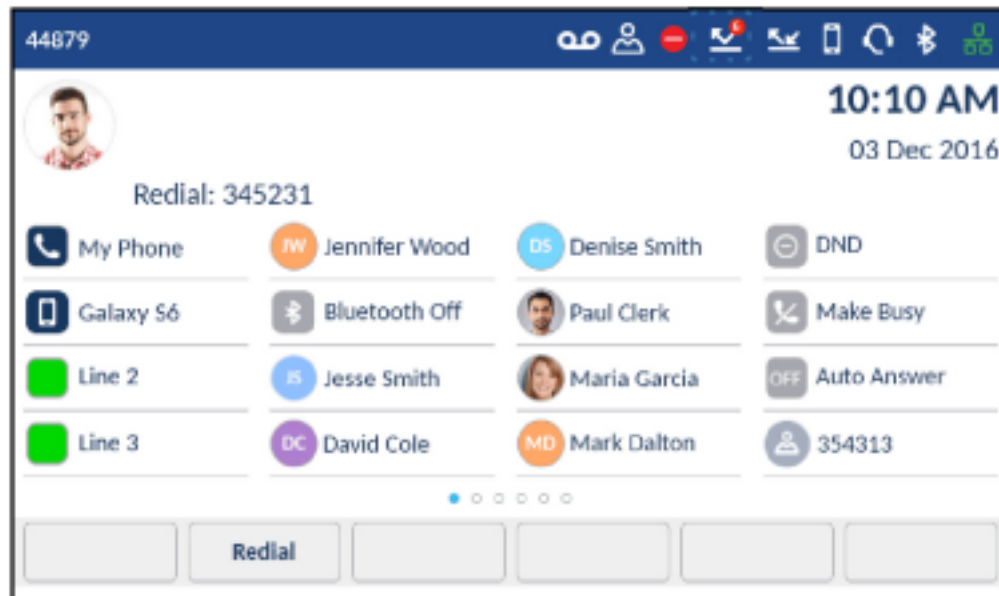 44879
10:10 AM
03 Dec 2016
Redial: 345231
My Phone
JW Jennifer Wood
DS Denise Smith
DND
Galaxy S6
Bluetooth Off
Paul Clerk
Make Busy
Line 2
JS Jesse Smith
Maria Garcia
OFF Auto Answer
Line 3
DC David Cole
MD Mark Dalton
354313
Redial